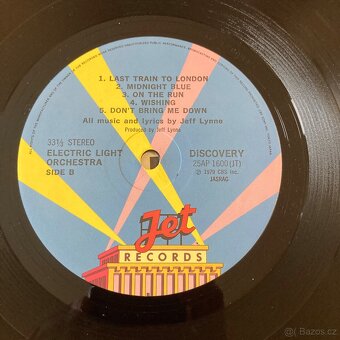 1. LAST TRAIN TO LONDON
2. MIDNIGHT BLUE
3. ON THE RUN
4. WISHING
5. DON'T BRING ME DOWN
All music and lyrics by Jeff Lynne
Produced by Jeff Lynne
33⅓ STEREO
ELECTRIC LIGHT
ORCHESTRA
SIDE B
DISCOVERY
25AP 1600(JT)
℗ 1979 CBS Inc.
JASRAC
Jet
RECORDS
Bazos.cz